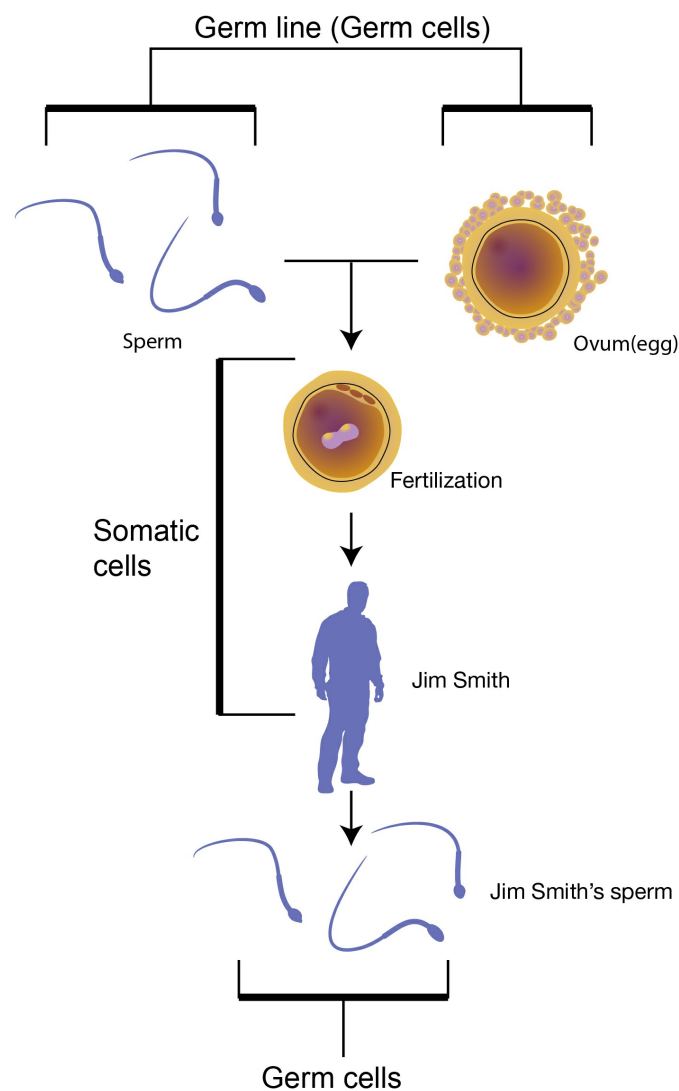 Germ line (Germ cells)
Sperm
Ovum(egg)
Fertilization
Somatic
cells
Jim Smith
Jim Smith's sperm
Germ cells